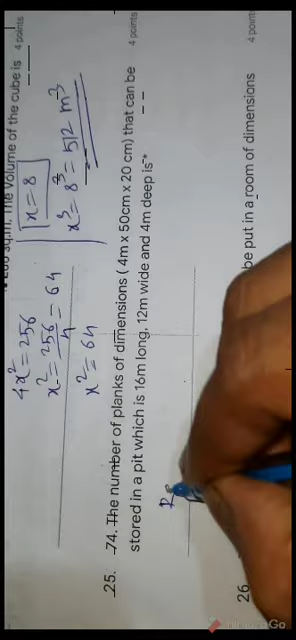 sq.m. The volume of the cube is 4 points
4x² = 256
x² = 256/4 = 64
x² = 64
x = 8
x³ = 8³ = 512 m³
25. 74. The number of planks of dimensions ( 4m x 50cm x 20 cm) that can be 4 points
stored in a pit which is 16m long, 12m wide and 4m deep is *
26
be put in a room of dimensions 4 points